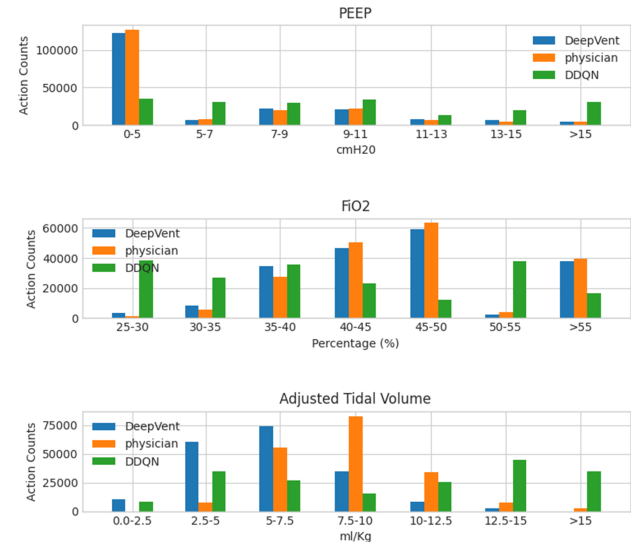 PEEP
Action Counts
100000
50000
0
DeepVent
physician
DDQN
0-5 5-7 7-9 9-11 11-13 13-15 >15
cmH20
FiO2
Action Counts
60000
40000
20000
0
DeepVent
physician
DDQN
25-30 30-35 35-40 40-45 45-50 50-55 >55
Percentage (%)
Adjusted Tidal Volume
Action Counts
75000
50000
25000
0
DeepVent
physician
DDQN
0.0-2.5 2.5-5 5-7.5 7.5-10 10-12.5 12.5-15 >15
ml/Kg